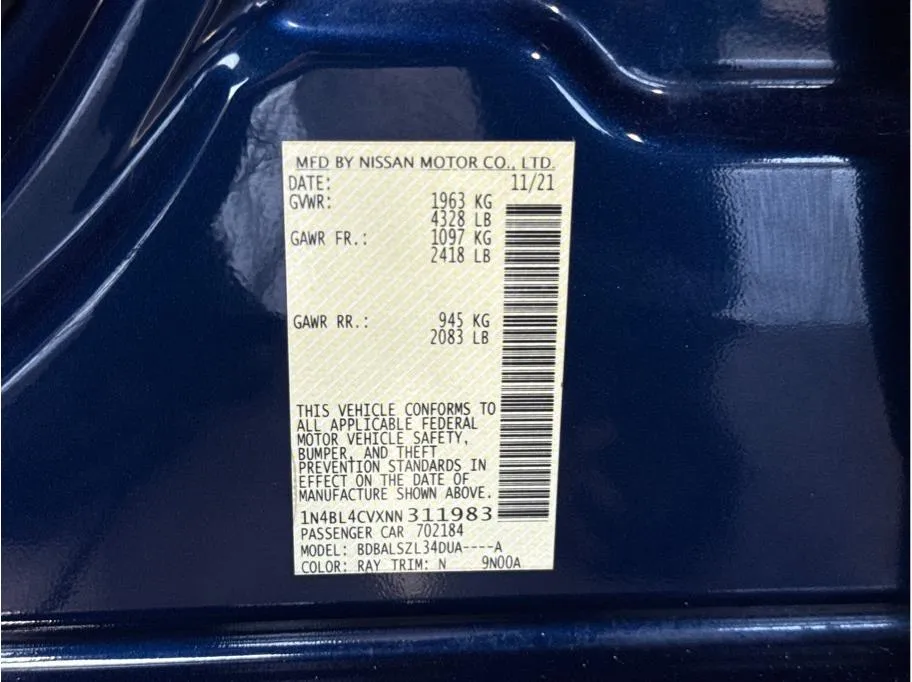 MFD BY NISSAN MOTOR CO., LTD.
DATE: 11/21
GVWR: 1963 KG
4328 LB
GAWR FR.: 1097 KG
2418 LB
GAWR RR.: 945 KG
2083 LB
THIS VEHICLE CONFORMS TO
ALL APPLICABLE FEDERAL
MOTOR VEHICLE SAFETY,
BUMPER, AND THEFT
PREVENTION STANDARDS IN
EFFECT ON THE DATE OF
MANUFACTURE SHOWN ABOVE.
1N4BL4CVXNN311983
PASSENGER CAR 702184
MODEL: BDBALSZL34DUA----A
COLOR: RAY TRIM: N 9N00A